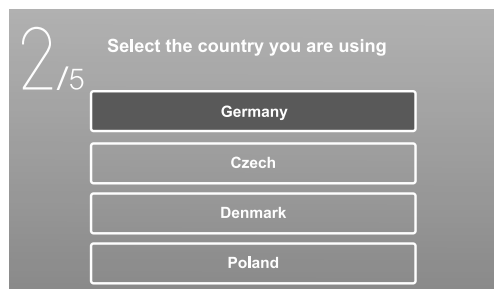 2/5
Select the country you are using
Germany
Czech
Denmark
Poland